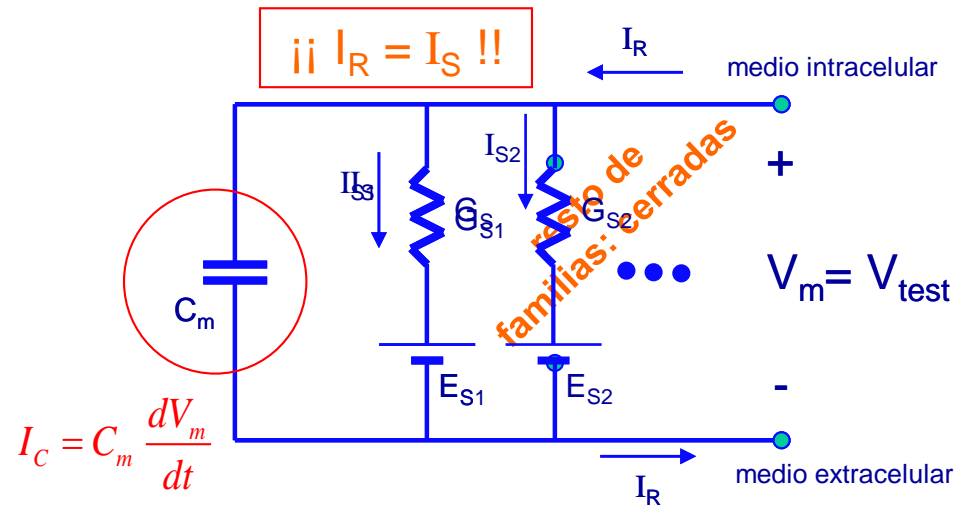 ¡¡ I_R = I_S !!
I_R
medio intracelular
I_S2
resto de
familias: cerradas
+
G_S1
G_S2
V_m= V_test
C_m
E_S1
E_S2
-
I_C = C_m dV_m/dt
I_R
medio extracelular